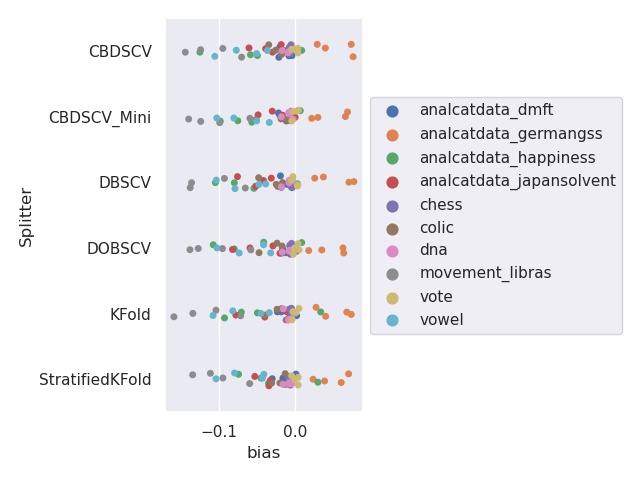 CBDSCV
CBDSCV_Mini
DBSCV
DOBSCV
KFold
StratifiedKFold
Splitter
−0.1
0.0
bias
analcatdata_dmft
analcatdata_germangss
analcatdata_happiness
analcatdata_japansolvent
chess
colic
dna
movement_libras
vote
vowel